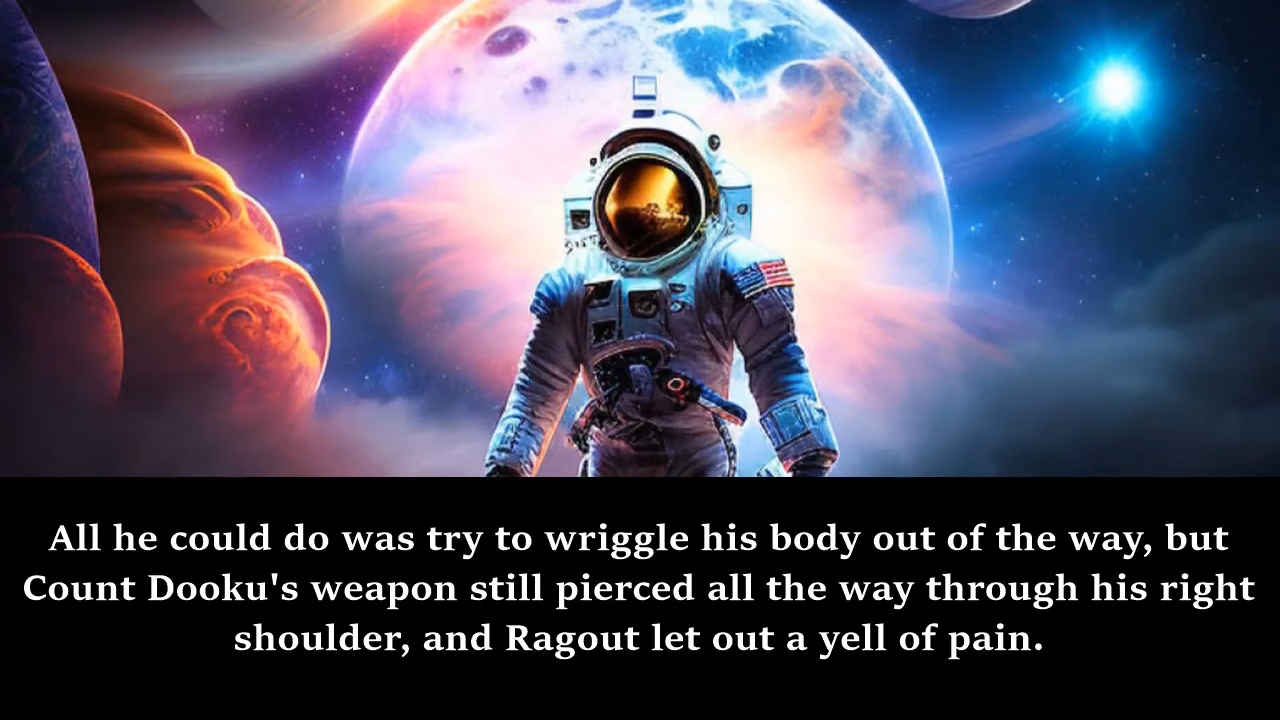 All he could do was try to wriggle his body out of the way, but
Count Dooku's weapon still pierced all the way through his right
shoulder, and Ragout let out a yell of pain.